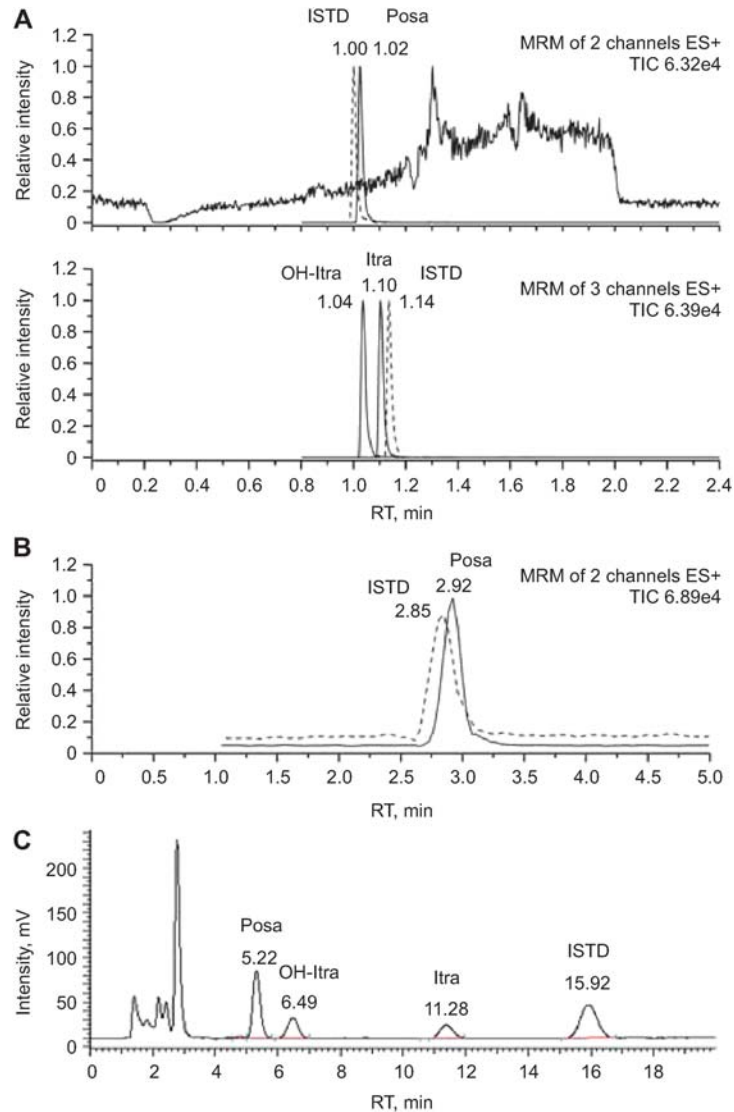 A
ISTD Posa
1.00 1.02
MRM of 2 channels ES+
TIC 6.32e4
Relative intensity
1.2
1.0
0.8
0.6
0.4
0.2
0
Itra
OH-Itra ISTD
1.10
1.04 1.14
MRM of 3 channels ES+
TIC 6.39e4
Relative intensity
1.2
1.0
0.8
0.6
0.4
0.2
0
0 0.2 0.4 0.6 0.8 1.0 1.2 1.4 1.6 1.8 2.0 2.2 2.4
RT, min
B
Posa
ISTD 2.92
2.85
MRM of 2 channels ES+
TIC 6.89e4
Relative intensity
1.2
1.0
0.8
0.6
0.4
0.2
0
0 0.5 1.0 1.5 2.0 2.5 3.0 3.5 4.0 4.5 5.0
RT, min
C
Intensity, mV
200
150
100
50
0
Posa
5.22
OH-Itra
6.49
Itra
11.28
ISTD
15.92
0 2 4 6 8 10 12 14 16 18
RT, min